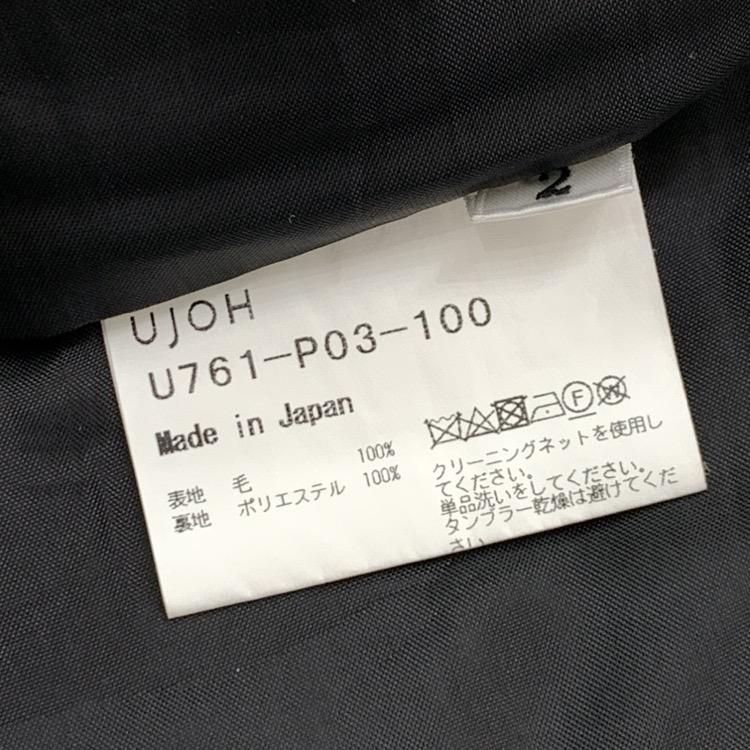 2
UJOH
U761-P03-100
Made in Japan
表地 毛 100%
裏地 ポリエステル 100%
F
W
クリーニングネットを使用し
てください。
単品洗いをしてください。
タンブラー乾燥は避けてくだ
さい